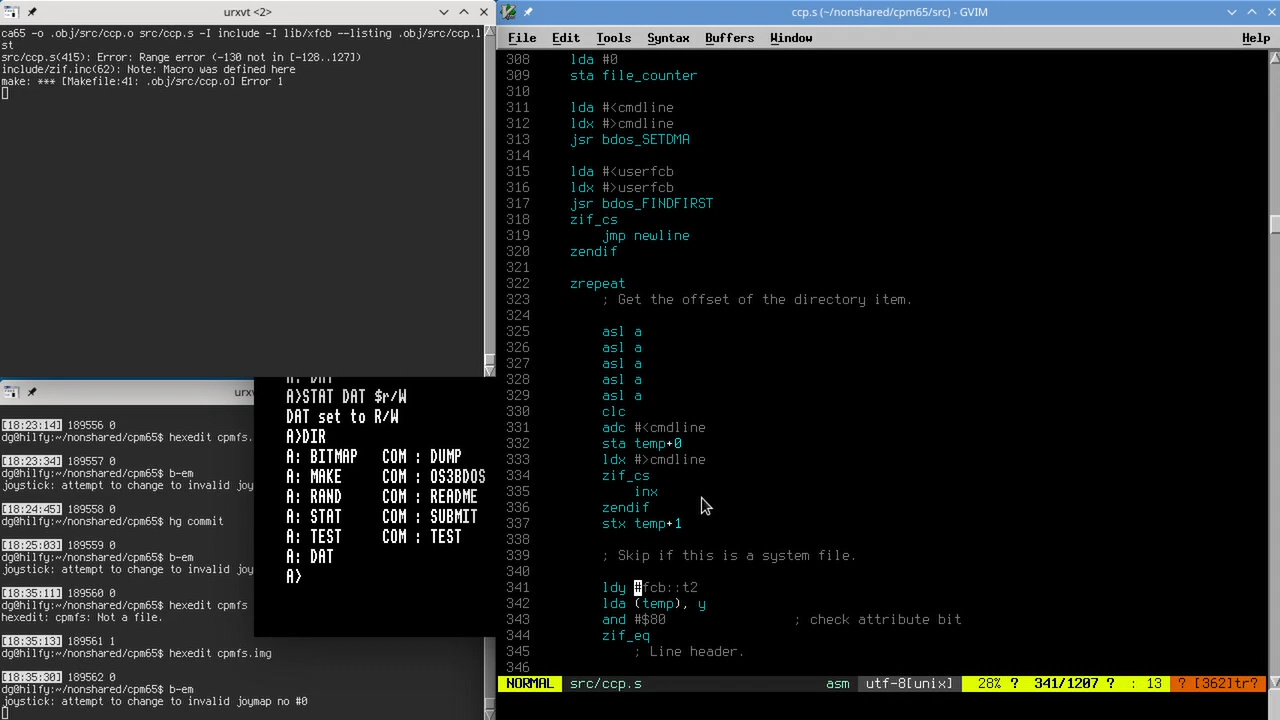 urxvt <2>
ca65 -o .obj/src/ccp.o src/ccp.s -I include -I lib/xfcb --listing .obj/src/ccp.l
st
src/ccp.s(415): Error: Range error (-130 not in [-128..127])
include/zif.inc(62): Note: Macro was defined here
make: *** [Makefile:41: .obj/src/ccp.o] Error 1
urxvt
[18:23:14] 189556 0
dg@hilfy:~/nonshared/cpm65$ hexedit cpmfs.
[18:23:34] 189557 0
dg@hilfy:~/nonshared/cpm65$ b-em
joystick: attempt to change to invalid joy
[18:24:45] 189558 0
dg@hilfy:~/nonshared/cpm65$ hg commit
[18:25:03] 189559 0
dg@hilfy:~/nonshared/cpm65$ b-em
joystick: attempt to change to invalid joy
[18:35:11] 189560 0
dg@hilfy:~/nonshared/cpm65$ hexedit cpmfs
hexedit: cpmfs: Not a file.
[18:35:13] 189561 1
dg@hilfy:~/nonshared/cpm65$ hexedit cpmfs.img
[18:35:30] 189562 0
dg@hilfy:~/nonshared/cpm65$ b-em
joystick: attempt to change to invalid joymap no #0
A: DAT
A>STAT DAT $r/W
DAT set to R/W
A>DIR
A: BITMAP   COM : DUMP
A: MAKE     COM : OS3BDOS
A: RAND     COM : README
A: STAT     COM : SUBMIT
A: TEST     COM : TEST
A: DAT
A>
ccp.s (~/nonshared/cpm65/src) - GVIM
File Edit Tools Syntax Buffers Window Help
308     lda #0
309     sta file_counter
310
311     lda #<cmdline
312     ldx #>cmdline
313     jsr bdos_SETDMA
314
315     lda #<userfcb
316     ldx #>userfcb
317     jsr bdos_FINDFIRST
318     zif_cs
319         jmp newline
320     zendif
321
322     zrepeat
323         ; Get the offset of the directory item.
324
325         asl a
326         asl a
327         asl a
328         asl a
329         asl a
330         clc
331         adc #<cmdline
332         sta temp+0
333         ldx #>cmdline
334         zif_cs
335             inx
336         zendif
337         stx temp+1
338
339         ; Skip if this is a system file.
340
341         ldy #fcb::t2
342         lda (temp), y
343         and #$80                ; check attribute bit
344         zif_eq
345             ; Line header.
346
NORMAL src/ccp.s asm utf-8[unix] 28% ? 341/1207 ? : 13 ? [362]tr?